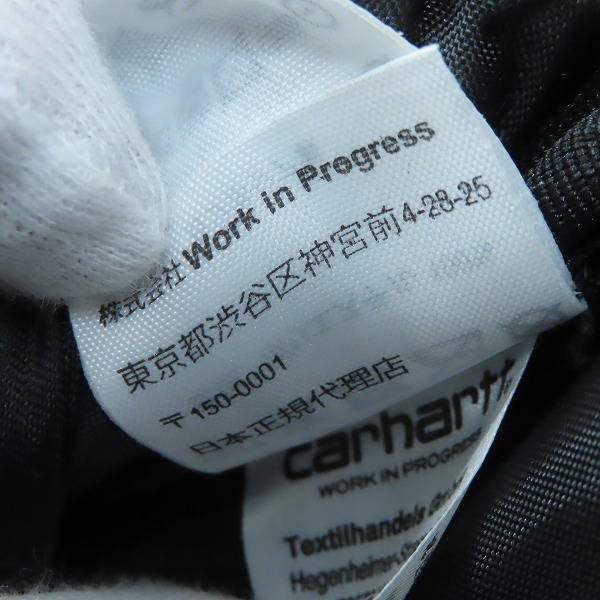 株式会社 Work in Progress
東京都渋谷区神宮前4-28-25
〒150-0001
日本正規代理店
carhartt
WORK IN PROGRESS
Textilhandels